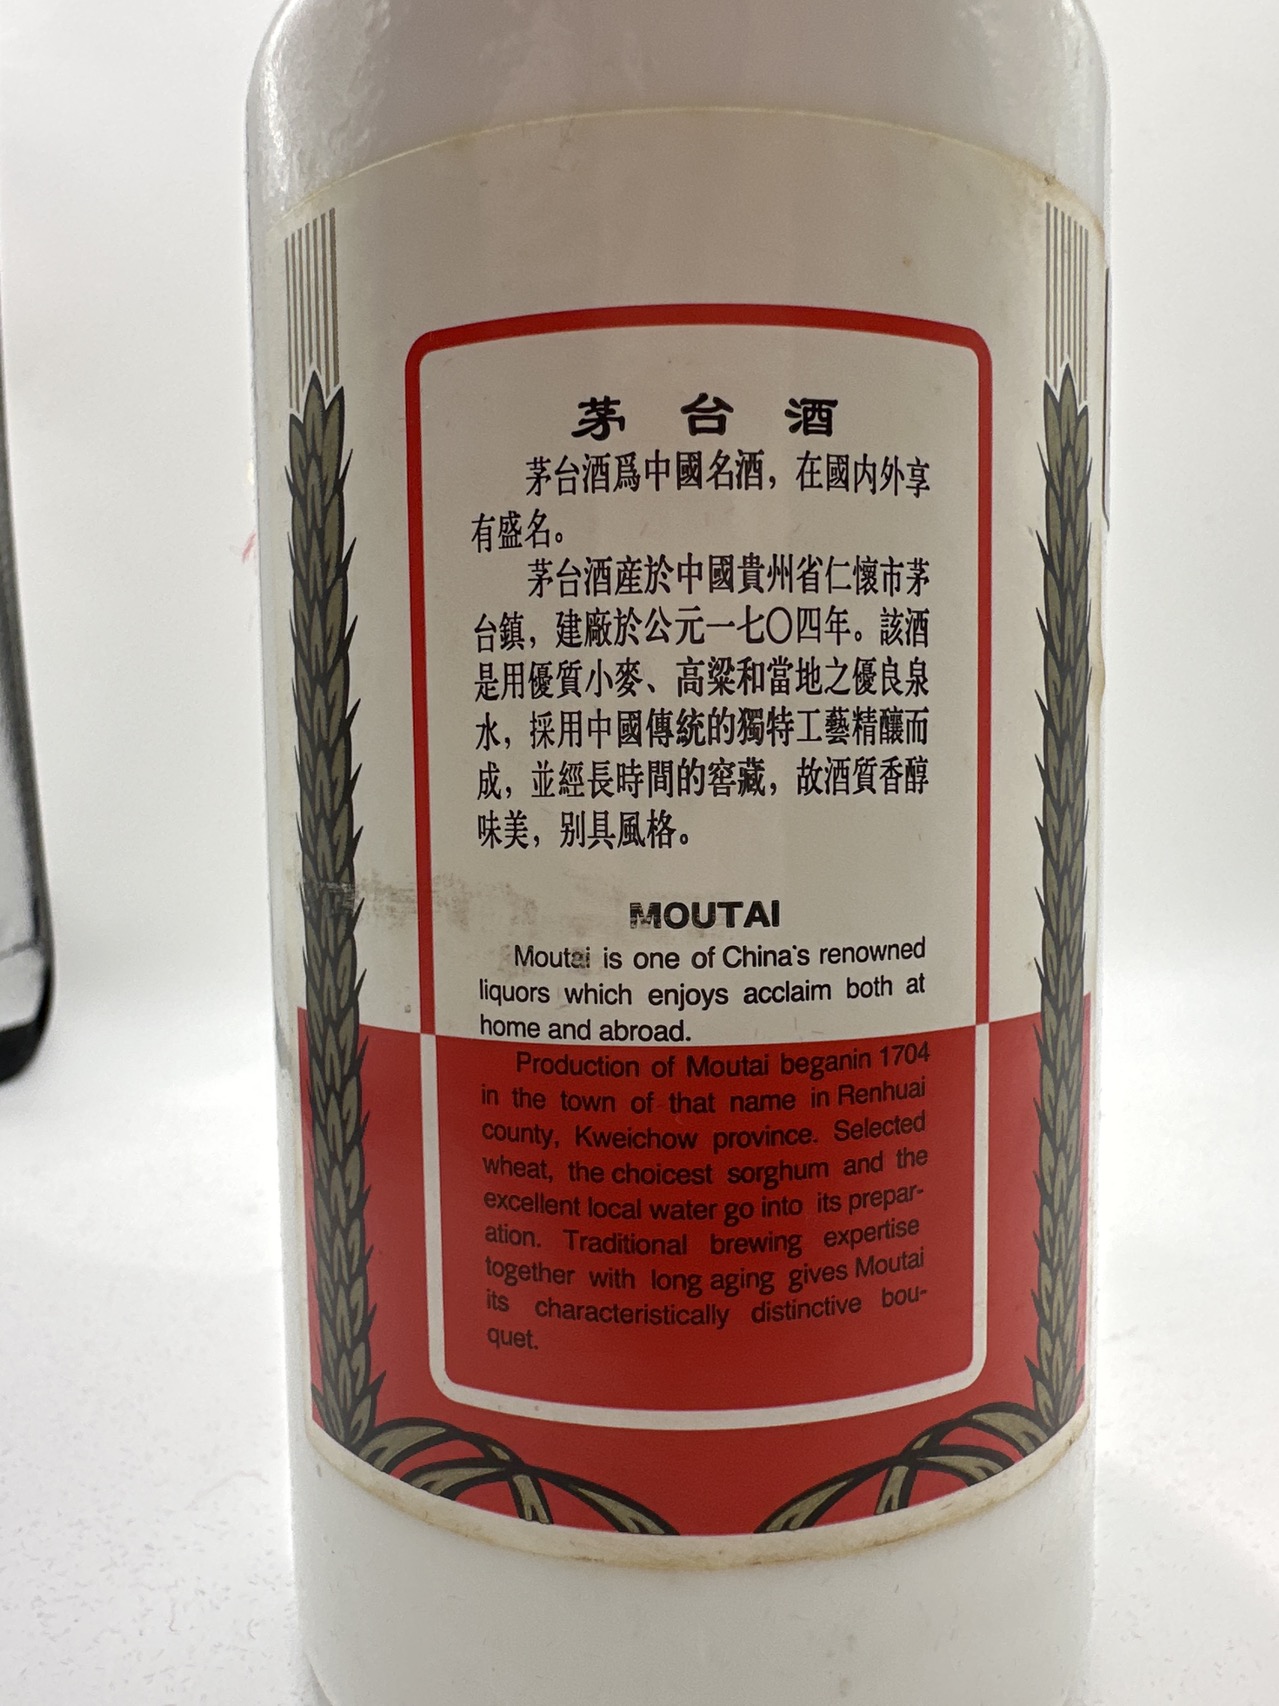 茅台酒
茅台酒爲中國名酒，在國内外享
有盛名。
茅台酒産於中國貴州省仁懷市茅
台鎮，建廠於公元一七〇四年。該酒
是用優質小麥、高粱和當地之優良泉
水，採用中國傳統的獨特工藝精釀而
成，並經長時間的窖藏，故酒質香醇
味美，别具風格。
MOUTAI
Moutai is one of China's renowned
liquors which enjoys acclaim both at
home and abroad.
Production of Moutai beganin 1704
in the town of that name in Renhuai
county, Kweichow province. Selected
wheat, the choicest sorghum and the
excellent local water go into its prepar-
ation. Traditional brewing expertise
together with long aging gives Moutai
its characteristically distinctive bou-
quet.